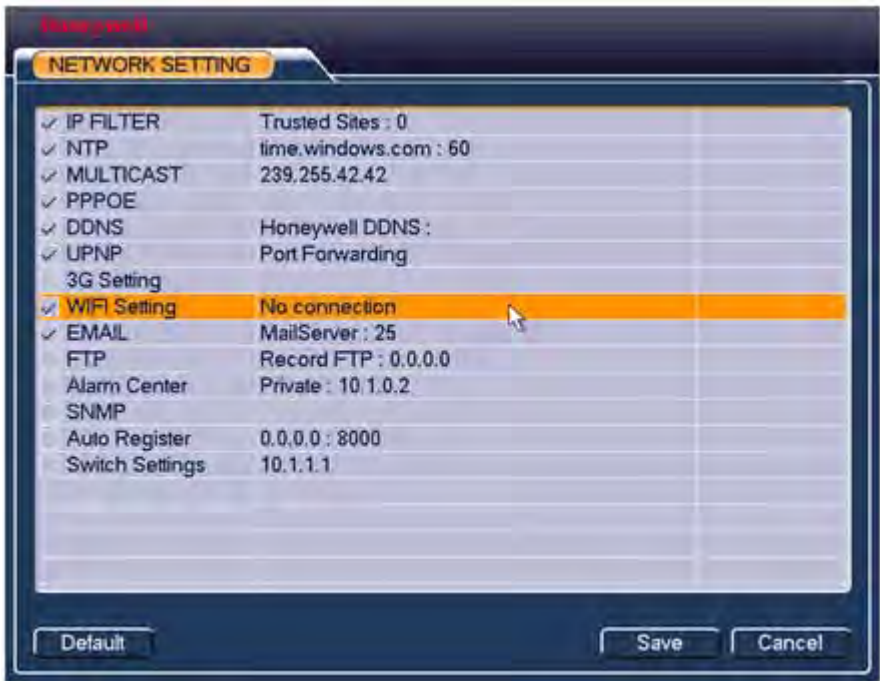 Honeywell
NETWORK SETTING
IP FILTER Trusted Sites : 0
NTP time.windows.com : 60
MULTICAST 239.255.42.42
PPPOE
DDNS Honeywell DDNS :
UPNP Port Forwarding
3G Setting
WIFI Setting No connection
EMAIL MailServer : 25
FTP Record FTP : 0.0.0.0
Alarm Center Private : 10.1.0.2
SNMP
Auto Register 0.0.0.0 : 8000
Switch Settings 10.1.1.1
Default Save Cancel